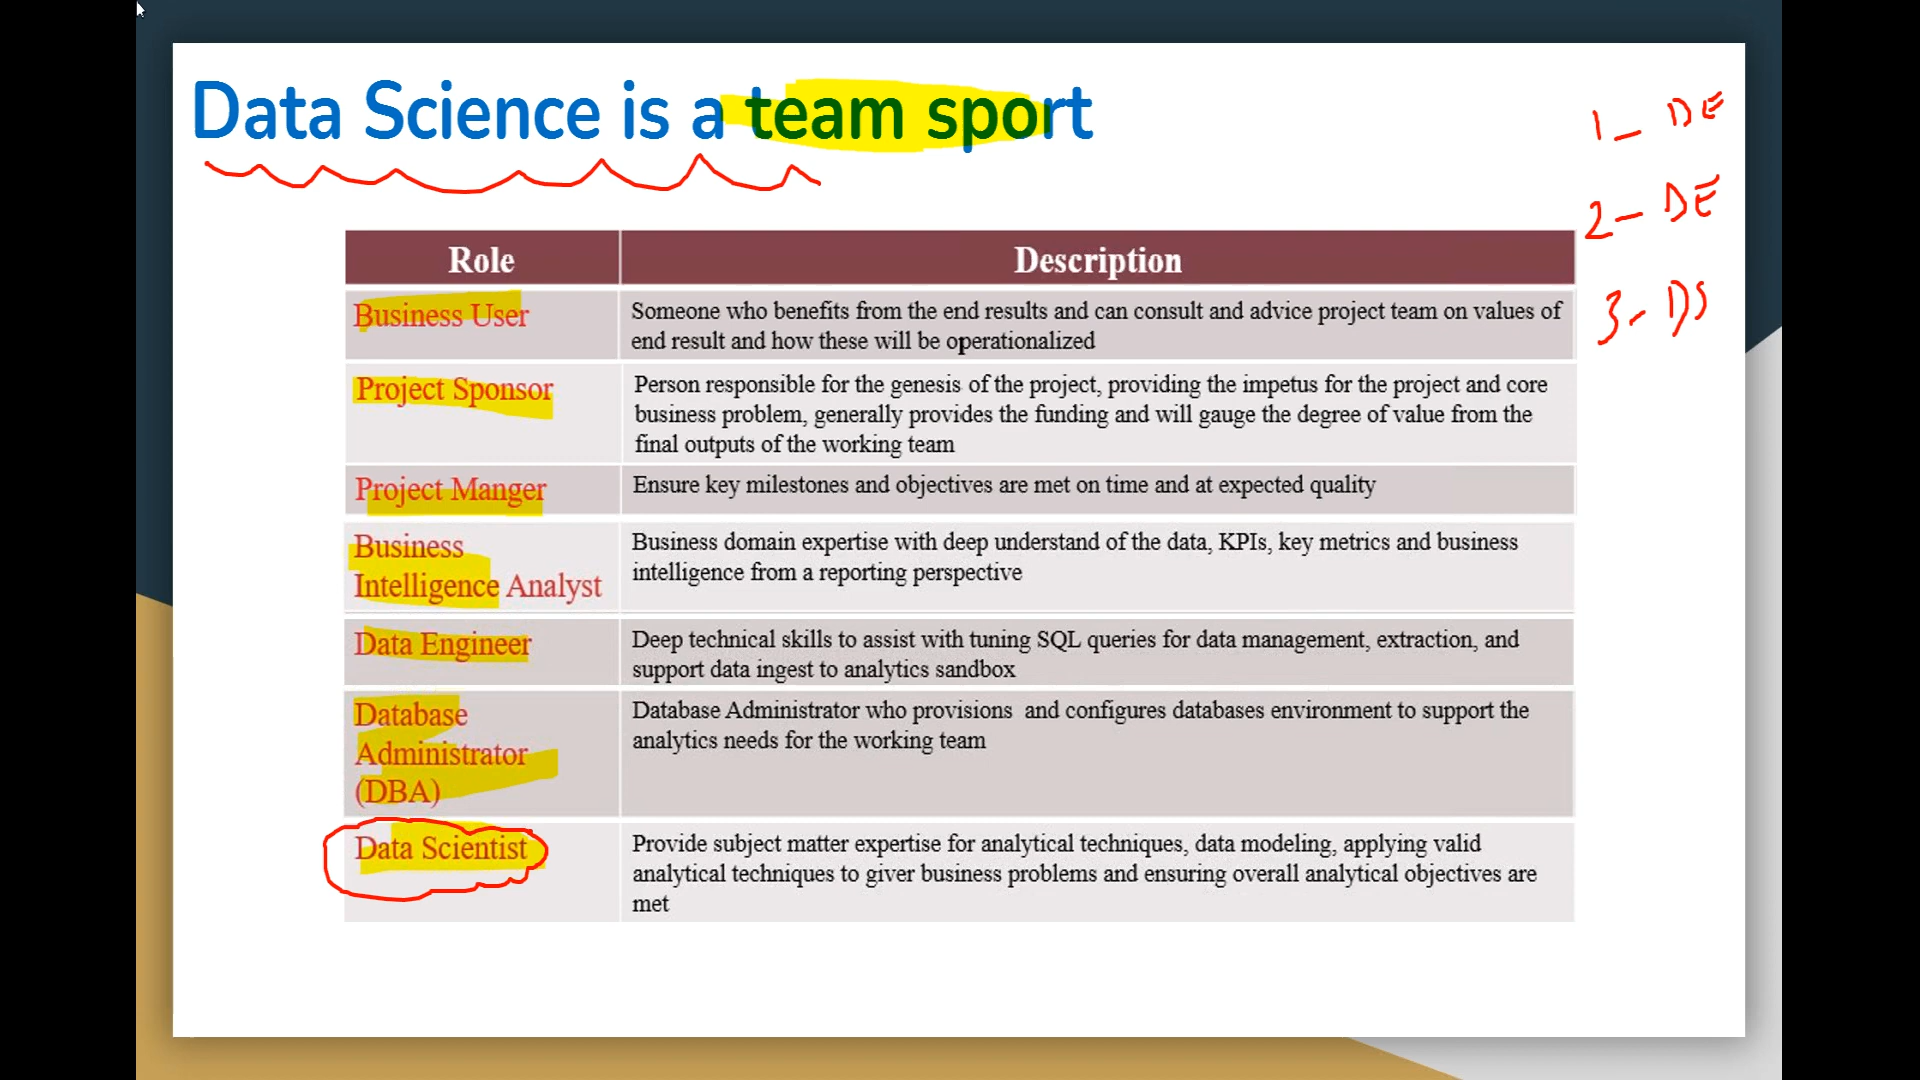 Data Science is a team sport
1_ DE
2- DE
3- DS
Role
Description
Business User
Someone who benefits from the end results and can consult and advice project team on values of
end result and how these will be operationalized
Project Sponsor
Person responsible for the genesis of the project, providing the impetus for the project and core
business problem, generally provides the funding and will gauge the degree of value from the
final outputs of the working team
Project Manger
Ensure key milestones and objectives are met on time and at expected quality
Business
Intelligence Analyst
Business domain expertise with deep understand of the data, KPIs, key metrics and business
intelligence from a reporting perspective
Data Engineer
Deep technical skills to assist with tuning SQL queries for data management, extraction, and
support data ingest to analytics sandbox
Database
Administrator
(DBA)
Database Administrator who provisions and configures databases environment to support the
analytics needs for the working team
Data Scientist
Provide subject matter expertise for analytical techniques, data modeling, applying valid
analytical techniques to giver business problems and ensuring overall analytical objectives are
met